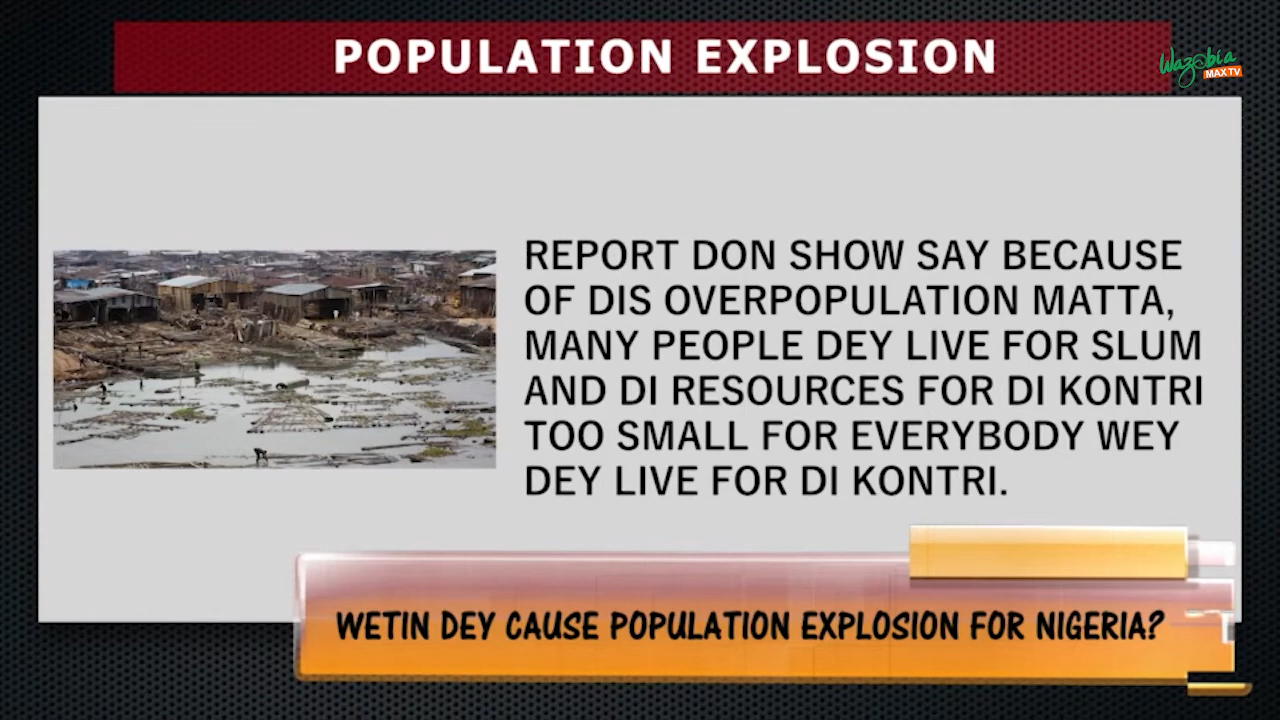 POPULATION EXPLOSION
Wazobia
MAX TV
REPORT DON SHOW SAY BECAUSE
OF DIS OVERPOPULATION MATTA,
MANY PEOPLE DEY LIVE FOR SLUM
AND DI RESOURCES FOR DI KONTRI
TOO SMALL FOR EVERYBODY WEY
DEY LIVE FOR DI KONTRI.
WETIN DEY CAUSE POPULATION EXPLOSION FOR NIGERIA?